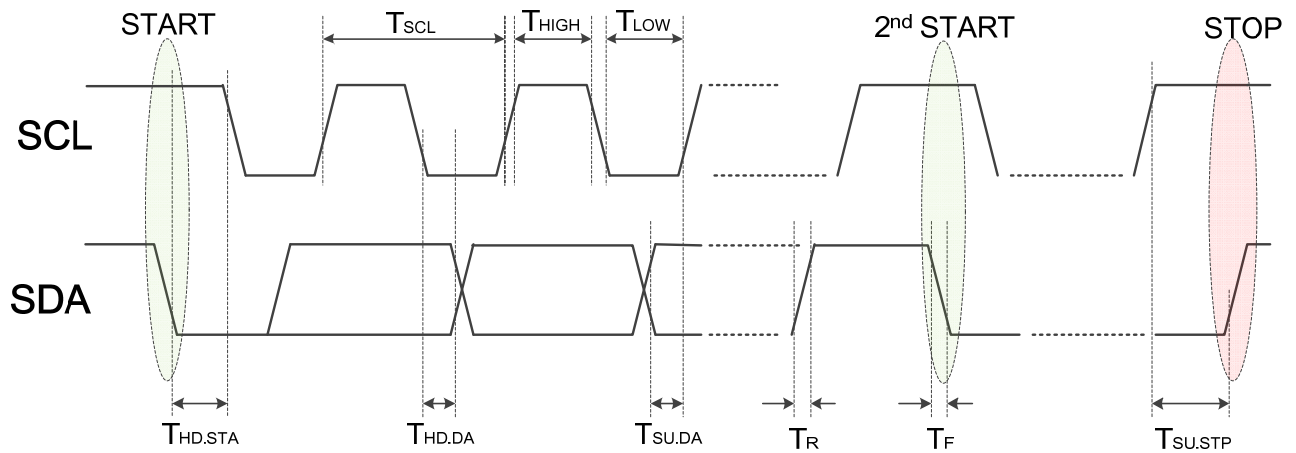 START
TSCL
THIGH
TLOW
2nd START
STOP
SCL
SDA
THD.STA
THD.DA
TSU.DA
TR
TF
TSU.STP